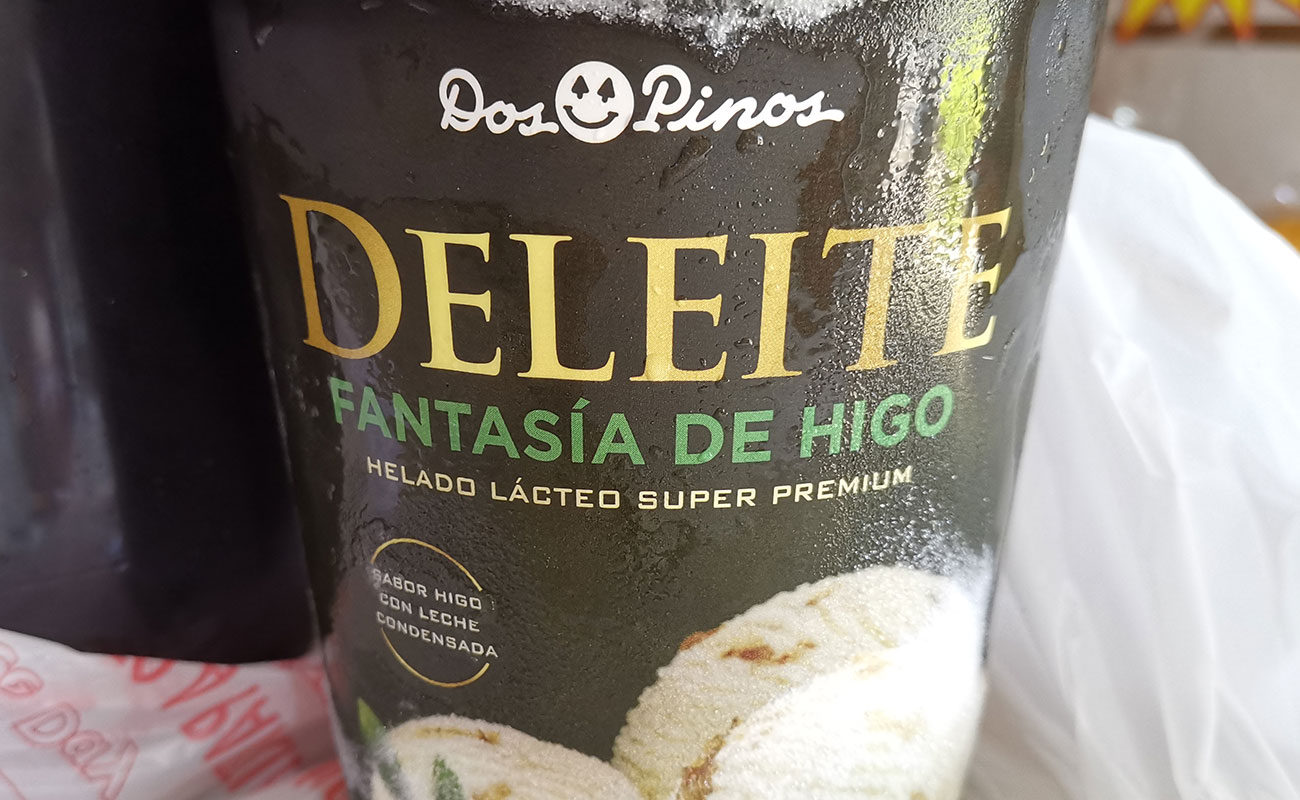 Dos Pinos
DELEITE
FANTASÍA DE HIGO
HELADO LÁCTEO SUPER PREMIUM
SABOR HIGO
CON LECHE
CONDENSADA